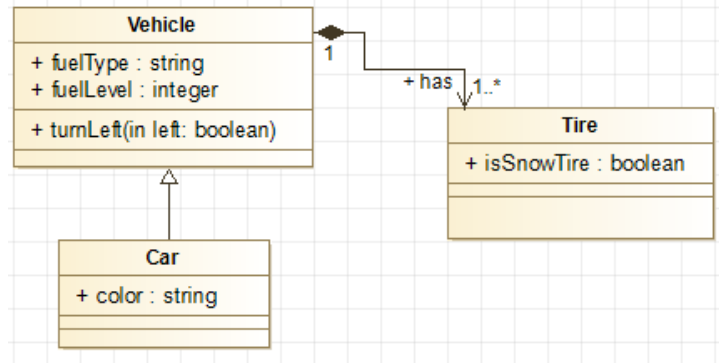 Vehicle
+ fuelType : string
+ fuelLevel : integer
+ turnLeft(in left: boolean)
1
+ has
1..*
Tire
+ isSnowTire : boolean
Car
+ color : string